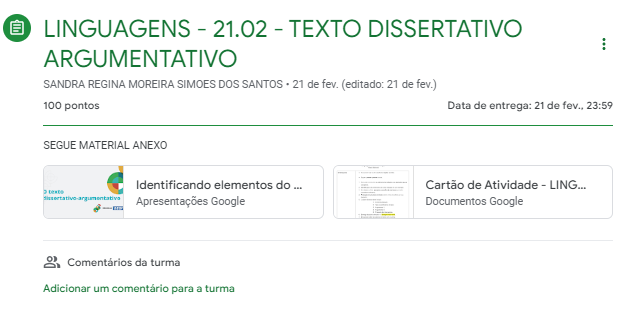 LINGUAGENS - 21.02 - TEXTO DISSERTATIVO
ARGUMENTATIVO
SANDRA REGINA MOREIRA SIMOES DOS SANTOS • 21 de fev. (editado: 21 de fev.)
100 pontos
Data de entrega: 21 de fev., 23:59
SEGUE MATERIAL ANEXO
O texto
dissertativo-argumentativo
Identificando elementos do ...
Apresentações Google
Cartão de Atividade - LING...
Documentos Google
Comentários da turma
Adicionar um comentário para a turma